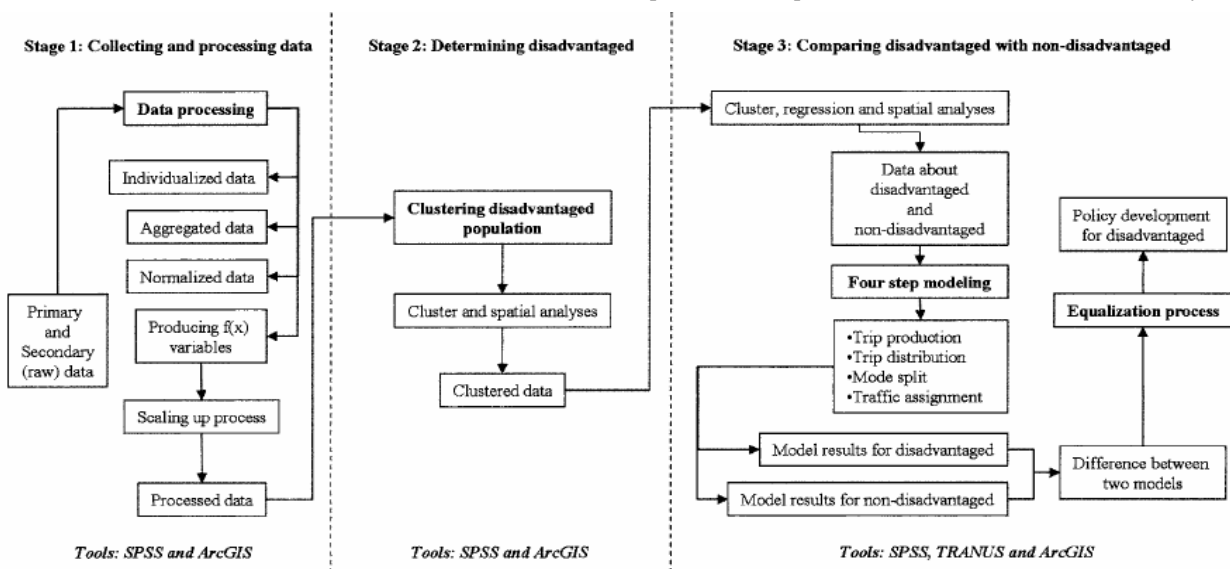 Stage 1: Collecting and processing data
Data processing
Individualized data
Aggregated data
Normalized data
Primary
and
Secondary
(raw) data
Producing f(x)
variables
Scaling up process
Processed data
Tools: SPSS and ArcGIS
Stage 2: Determining disadvantaged
Clustering disadvantaged
population
Cluster and spatial analyses
Clustered data
Tools: SPSS and ArcGIS
Stage 3: Comparing disadvantaged with non-disadvantaged
Cluster, regression and spatial analyses
Data about
disadvantaged
and
non-disadvantaged
Four step modeling
•Trip production
•Trip distribution
•Mode split
•Traffic assignment
Model results for disadvantaged
Model results for non-disadvantaged
Difference between
two models
Equalization process
Policy development
for disadvantaged
Tools: SPSS, TRANUS and ArcGIS